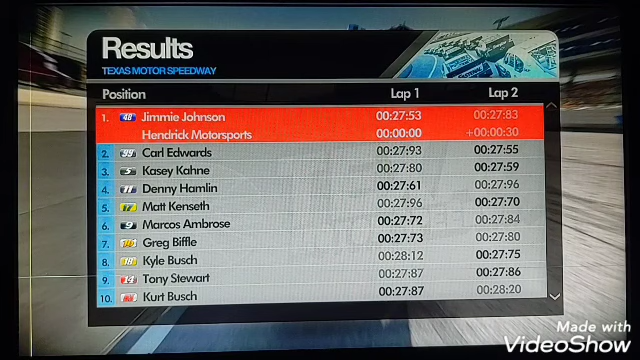 Results
TEXAS MOTOR SPEEDWAY
Position Lap 1 Lap 2
1. 48 Jimmie Johnson 00:27:53 00:27:83
Hendrick Motorsports 00:00:00 +00:00:30
2. 99 Carl Edwards 00:27:93 00:27:55
3. 5 Kasey Kahne 00:27:80 00:27:59
4. 11 Denny Hamlin 00:27:61 00:27:96
5. 17 Matt Kenseth 00:27:96 00:27:70
6. 9 Marcos Ambrose 00:27:72 00:27:84
7. 16 Greg Biffle 00:27:73 00:27:80
8. 18 Kyle Busch 00:28:12 00:27:75
9. 14 Tony Stewart 00:27:87 00:27:86
10. Kurt Busch 00:27:87 00:28:20
Made with
VideoShow